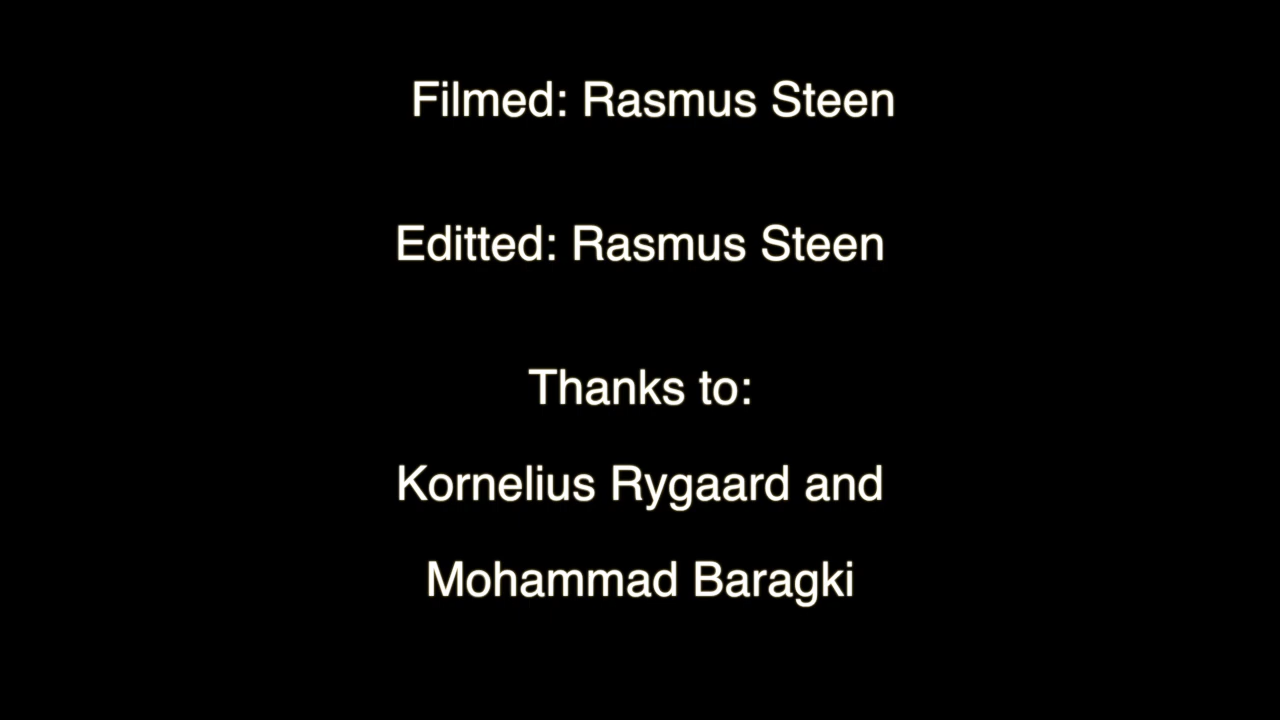 Filmed: Rasmus Steen
Editted: Rasmus Steen
Thanks to:
Kornelius Rygaard and
Mohammad Baragki